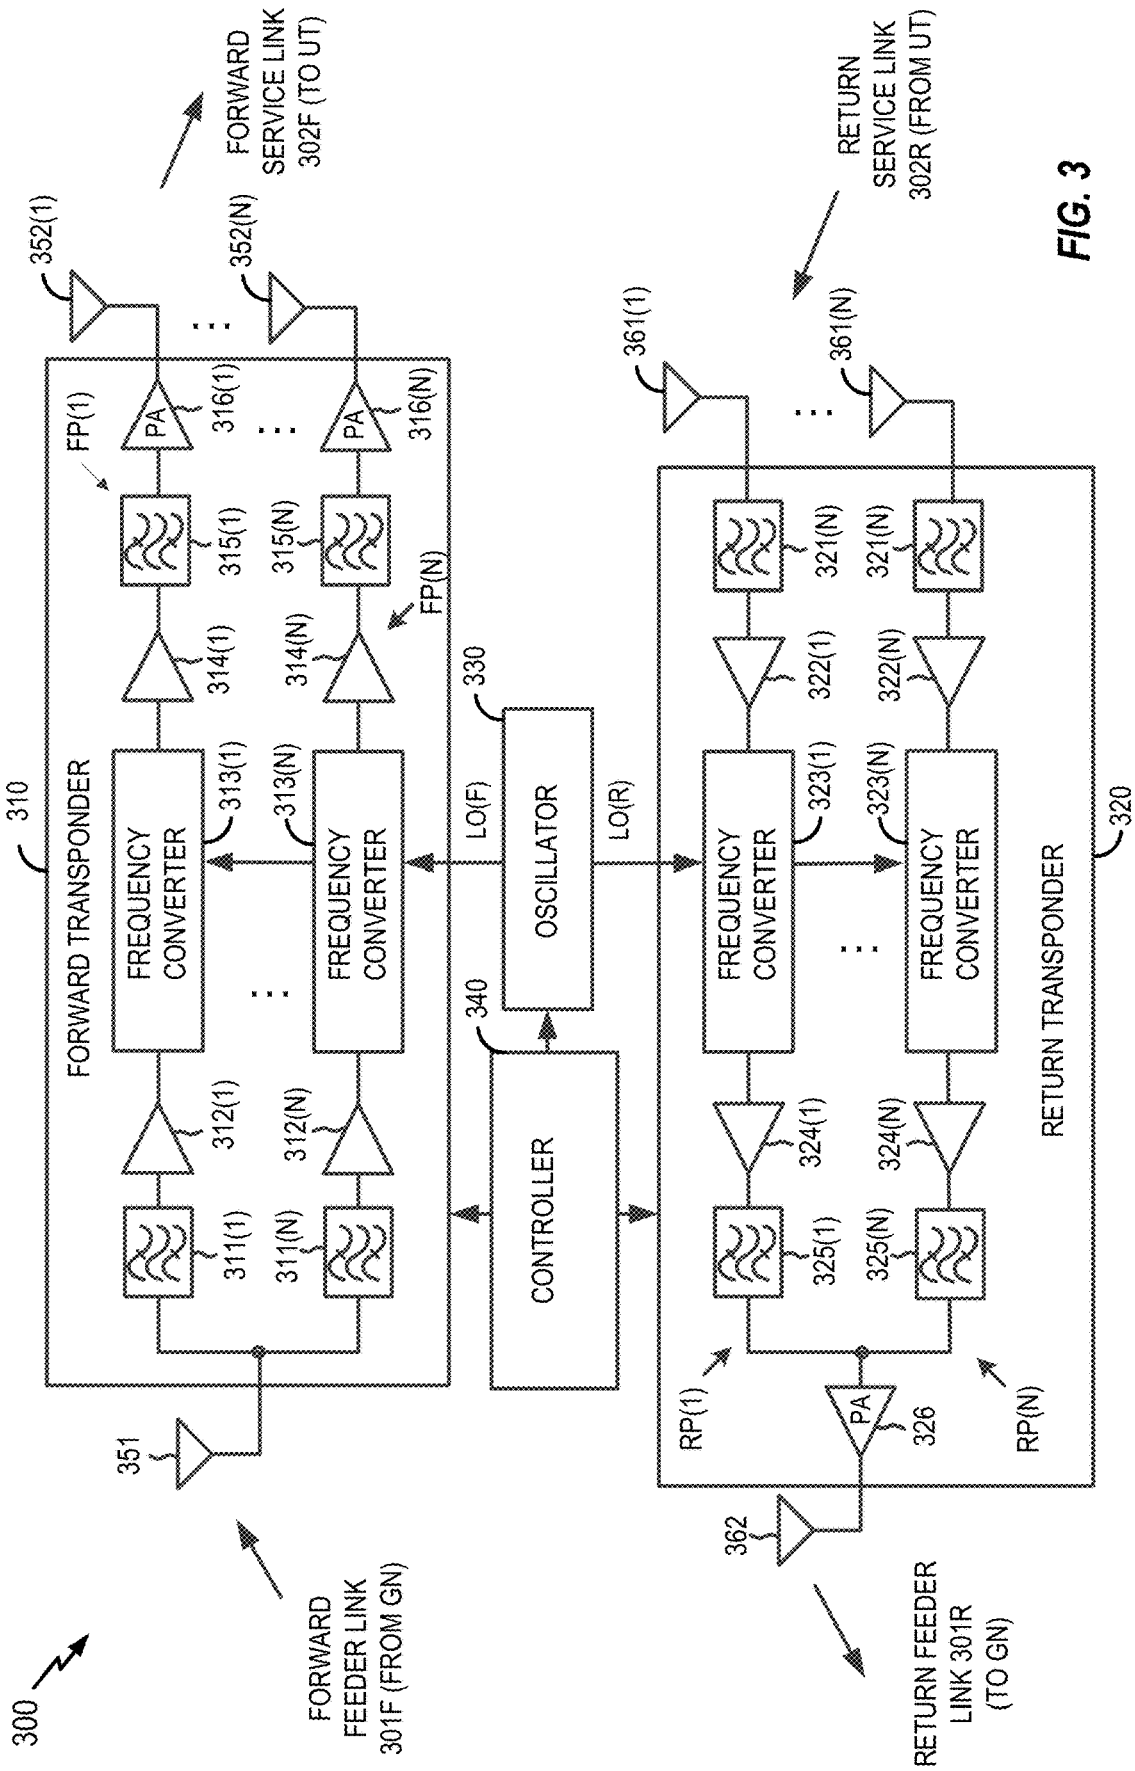 300
FORWARD
FEEDER LINK
301F (FROM GN)
351
310
FORWARD TRANSPONDER
311(1)
312(1)
FREQUENCY
CONVERTER
313(1)
314(1)
315(1)
FP(1)
PA
316(1)
352(1)
FORWARD
SERVICE LINK
302F (TO UT)
...
...
...
311(N)
312(N)
FREQUENCY
CONVERTER
313(N)
314(N)
315(N)
FP(N)
PA
316(N)
352(N)
CONTROLLER
340
LO(F)
OSCILLATOR
330
LO(R)
RETURN FEEDER
LINK 301R
(TO GN)
362
PA
326
RP(1)
325(1)
324(1)
FREQUENCY
CONVERTER
323(1)
322(1)
321(N)
361(1)
RETURN
SERVICE LINK
302R (FROM UT)
...
...
RP(N)
325(N)
324(N)
FREQUENCY
CONVERTER
323(N)
322(N)
321(N)
361(N)
RETURN TRANSPONDER
320
FIG. 3